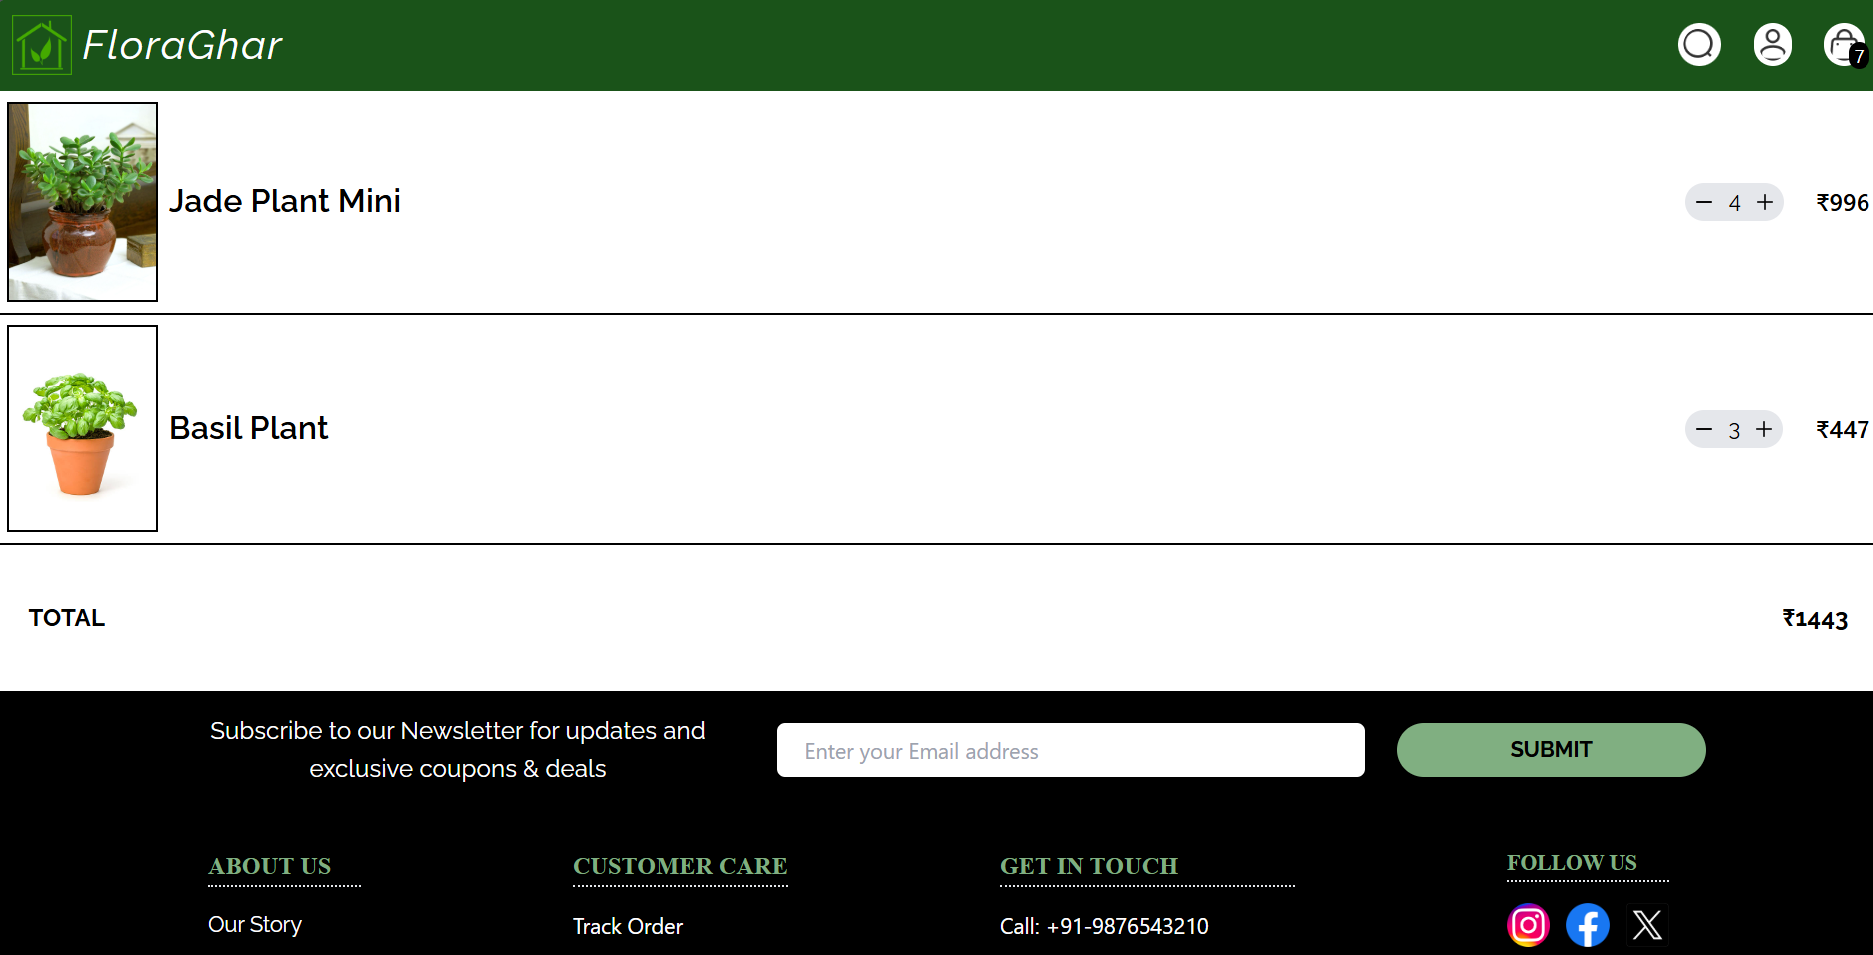 FloraGhar
7
Jade Plant Mini
− 4 +
₹996
Basil Plant
− 3 +
₹447
TOTAL
₹1443
Subscribe to our Newsletter for updates and
exclusive coupons & deals
Enter your Email address
SUBMIT
ABOUT US
Our Story
CUSTOMER CARE
Track Order
GET IN TOUCH
Call: +91-9876543210
FOLLOW US